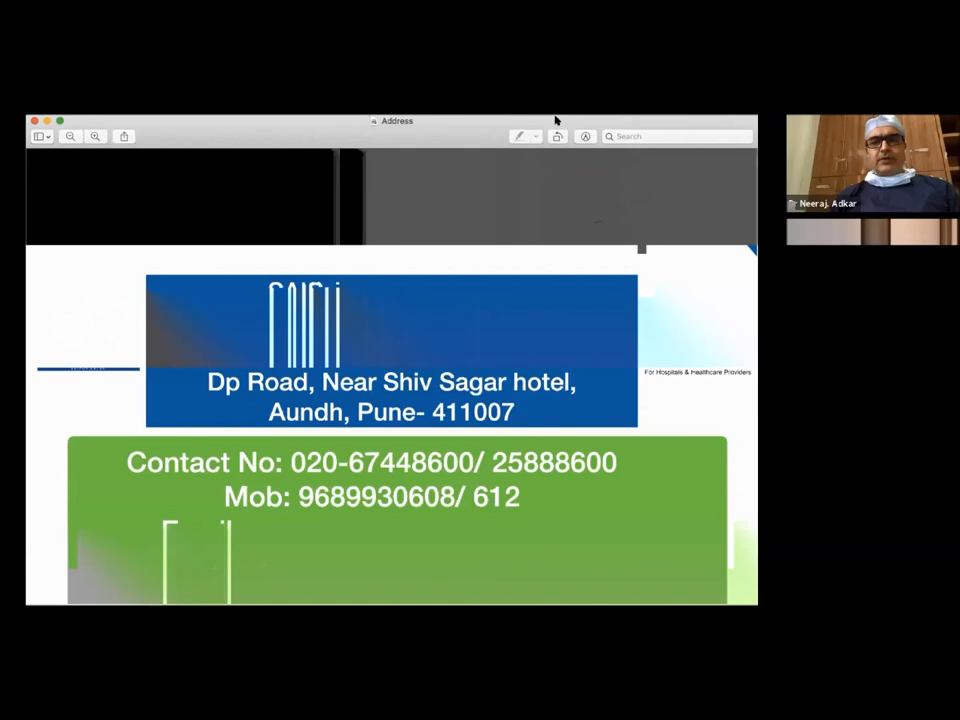 Address
Search
Dr Neeraj. Adkar
Dp Road, Near Shiv Sagar hotel,
For Hospitals & Healthcare Providers
Aundh, Pune- 411007
Contact No: 020-67448600/ 25888600
Mob: 9689930608/ 612